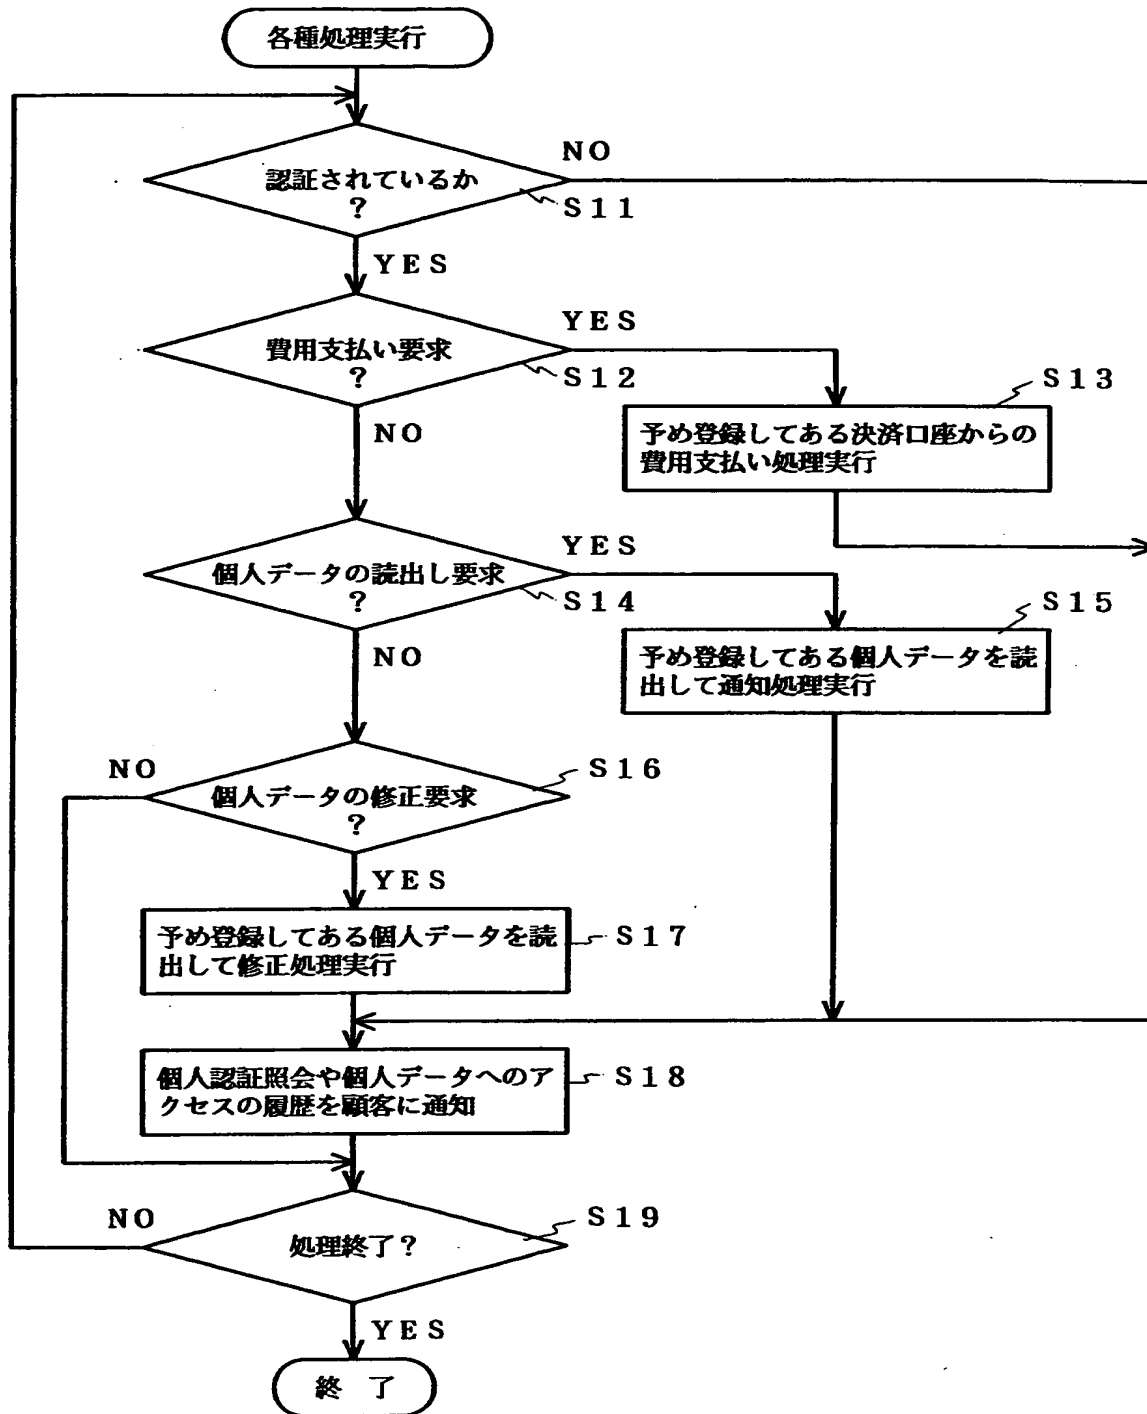 各種処理実行
NO
認証されているか
?
S11
YES
YES
費用支払い要求
?
S12
S13
NO
予め登録してある決済口座からの
費用支払い処理実行
YES
個人データの読出し要求
?
S14
S15
NO
予め登録してある個人データを読
出して通知処理実行
NO
S16
個人データの修正要求
?
YES
予め登録してある個人データを読
出して修正処理実行
S17
個人認証照会や個人データへのア
クセスの履歴を顧客に通知
S18
NO
S19
処理終了?
YES
終 了